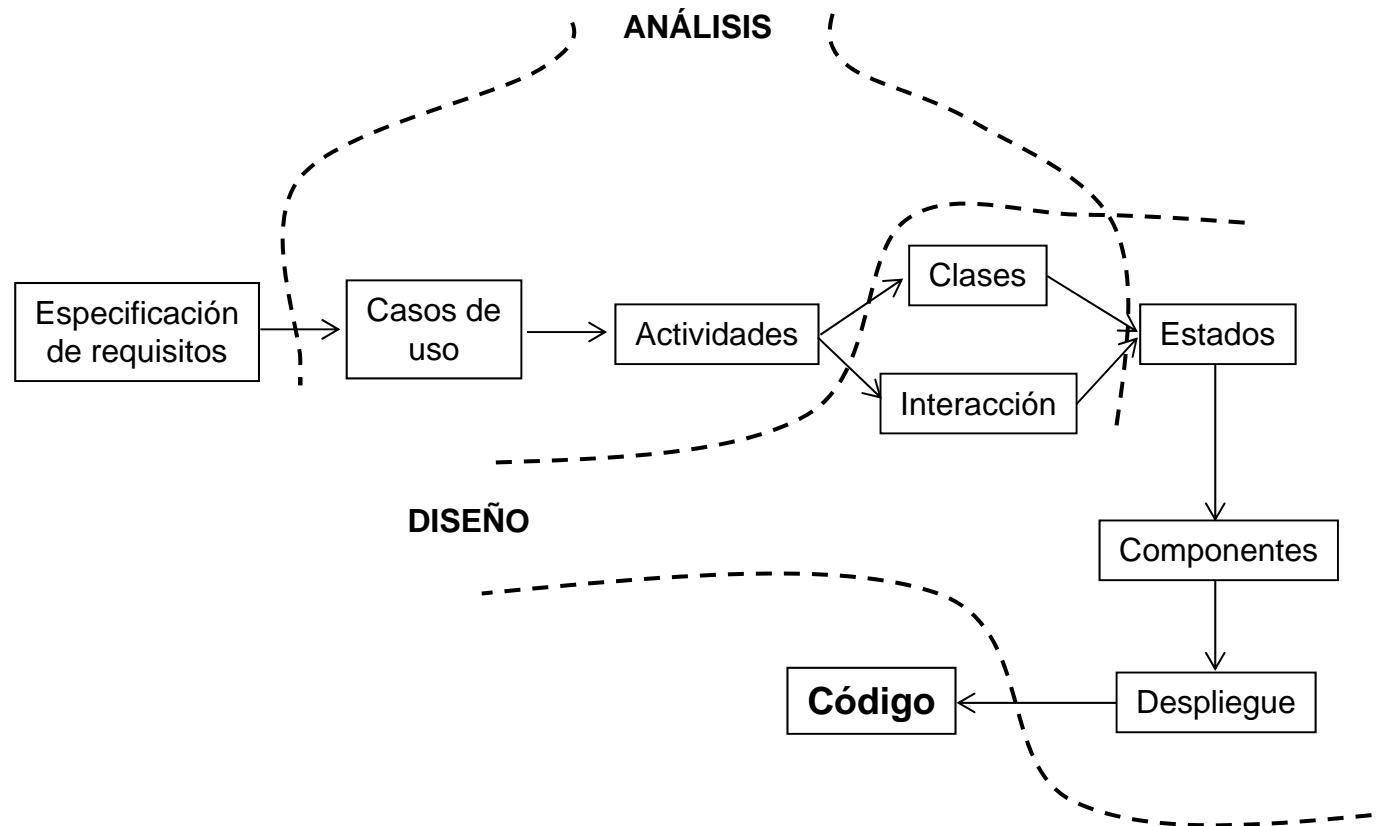 ANÁLISIS
Especificación
de requisitos
Casos de
uso
Actividades
Clases
Interacción
Estados
DISEÑO
Componentes
Código
Despliegue